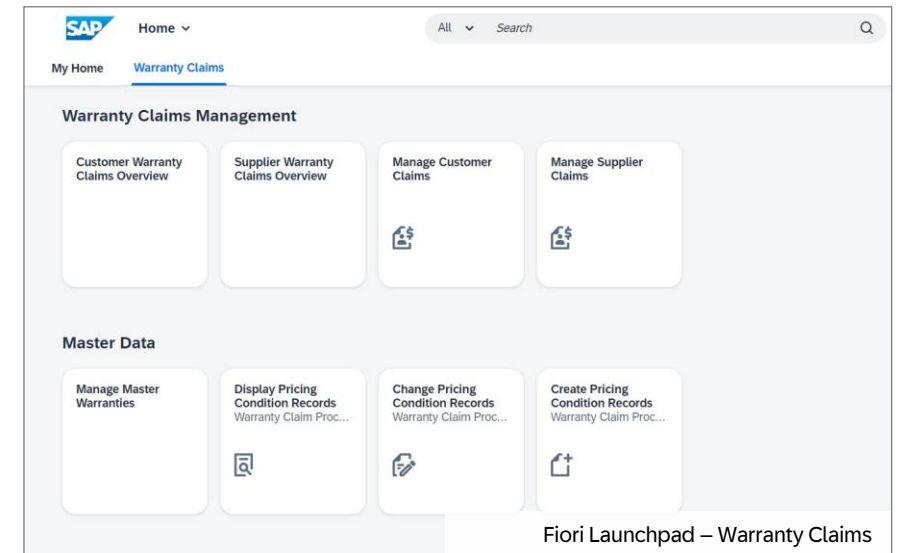 SAP Home All Search
My Home Warranty Claims
Warranty Claims Management
Customer Warranty
Claims Overview
Supplier Warranty
Claims Overview
Manage Customer
Claims
Manage Supplier
Claims
Master Data
Manage Master
Warranties
Display Pricing
Condition Records
Warranty Claim Proc...
Change Pricing
Condition Records
Warranty Claim Proc...
Create Pricing
Condition Records
Warranty Claim Proc...
Fiori Launchpad – Warranty Claims